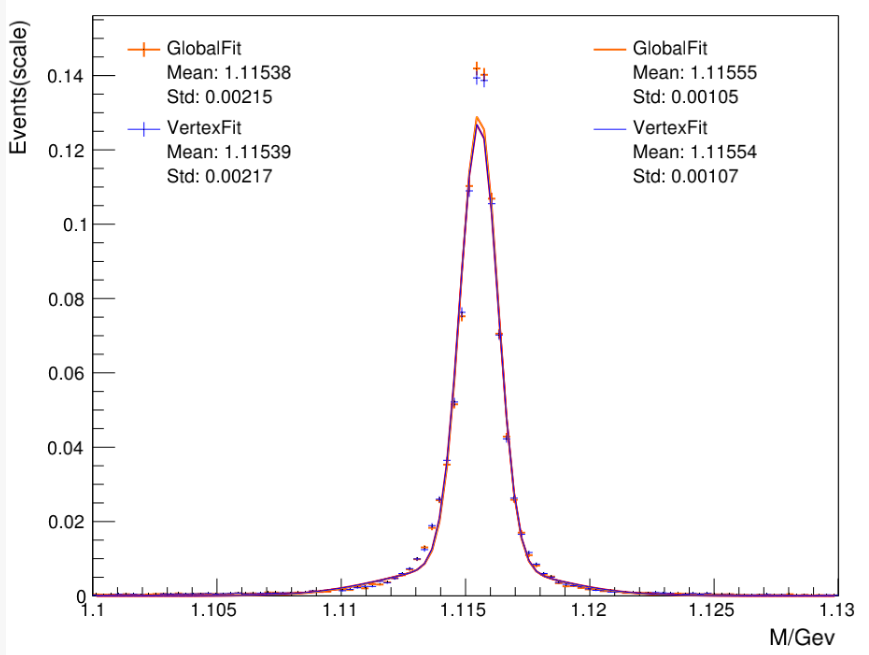 Events(scale)
GlobalFit
Mean: 1.11538
Std: 0.00215
VertexFit
Mean: 1.11539
Std: 0.00217
GlobalFit
Mean: 1.11555
Std: 0.00105
VertexFit
Mean: 1.11554
Std: 0.00107
0.14
0.12
0.1
0.08
0.06
0.04
0.02
0
1.1 1.105 1.11 1.115 1.12 1.125 1.13
M/Gev